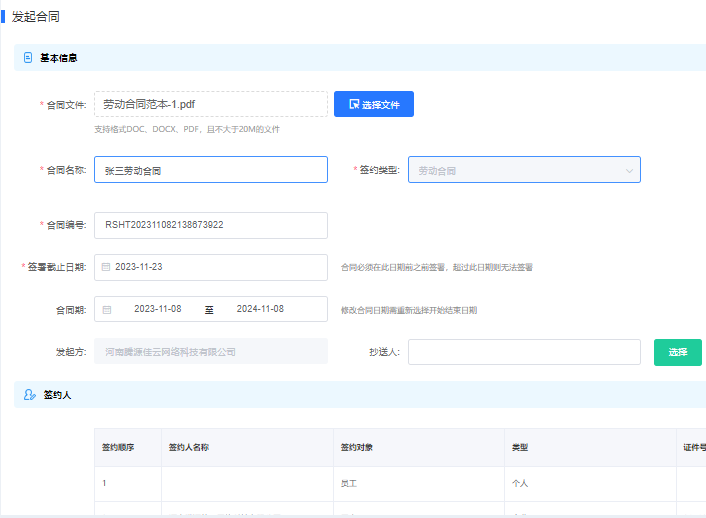 发起合同
基本信息
* 合同文件: 劳动合同范本-1.pdf 选择文件
支持格式DOC、DOCX、PDF，且不大于20M的文件
* 合同名称: 张三劳动合同 * 签约类型: 劳动合同
* 合同编号: RSHT202311082138673922
* 签署截止日期: 2023-11-23 合同必须在此日期前之前签署，超过此日期则无法签署
合同期: 2023-11-08 至 2024-11-08 修改合同日期需重新选择开始结束日期
发起方: 河南腾源佳云网络科技有限公司 抄送人: 选择
签约人
签约顺序 签约人名称 签约对象 类型 证件号
1 员工 个人